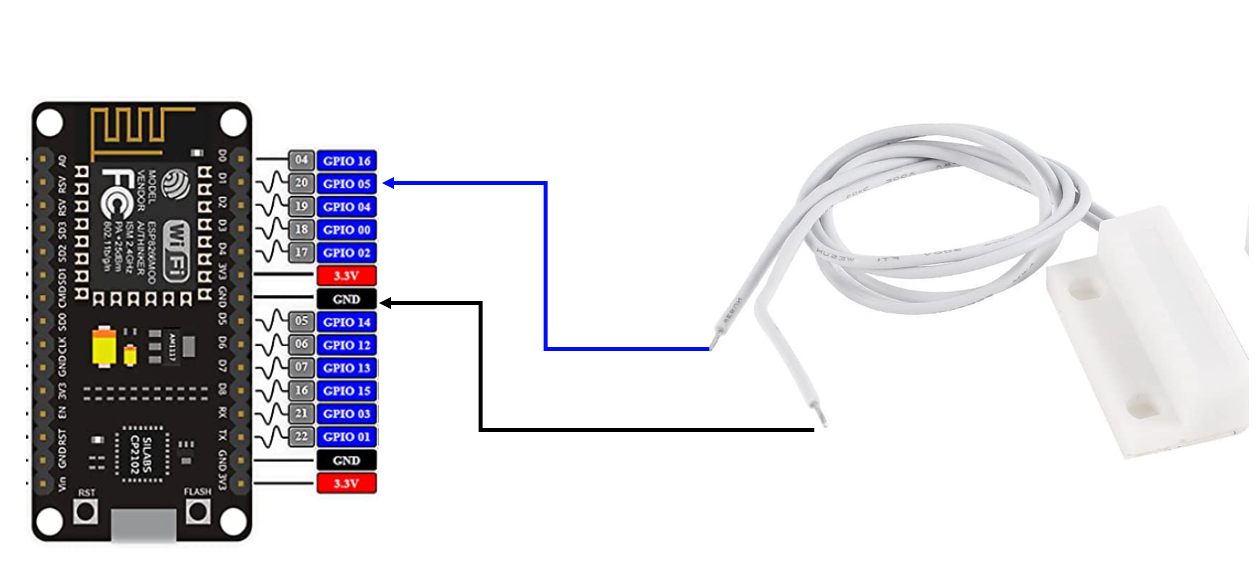 A0
RSV
RSV
SD3
SD2
SD1
CMD
SD0
CLK
GND
3V3
EN
RST
GND
Vin
FCC
MODEL
VENDOR
ESP8266MOD
AI/THINKER
ISM 2.4GHz
PA +25dBm
802.11b/g/n
WiFi
AM1117
SILABS
CP2102
RST
FLASH
D0
D1
D2
D3
D4
3V3
GND
D5
D6
D7
D8
RX
TX
GND
3V3
04 GPIO 16
20 GPIO 05
19 GPIO 04
18 GPIO 00
17 GPIO 02
3.3V
GND
05 GPIO 14
06 GPIO 12
07 GPIO 13
16 GPIO 15
21 GPIO 03
22 GPIO 01
GND
3.3V